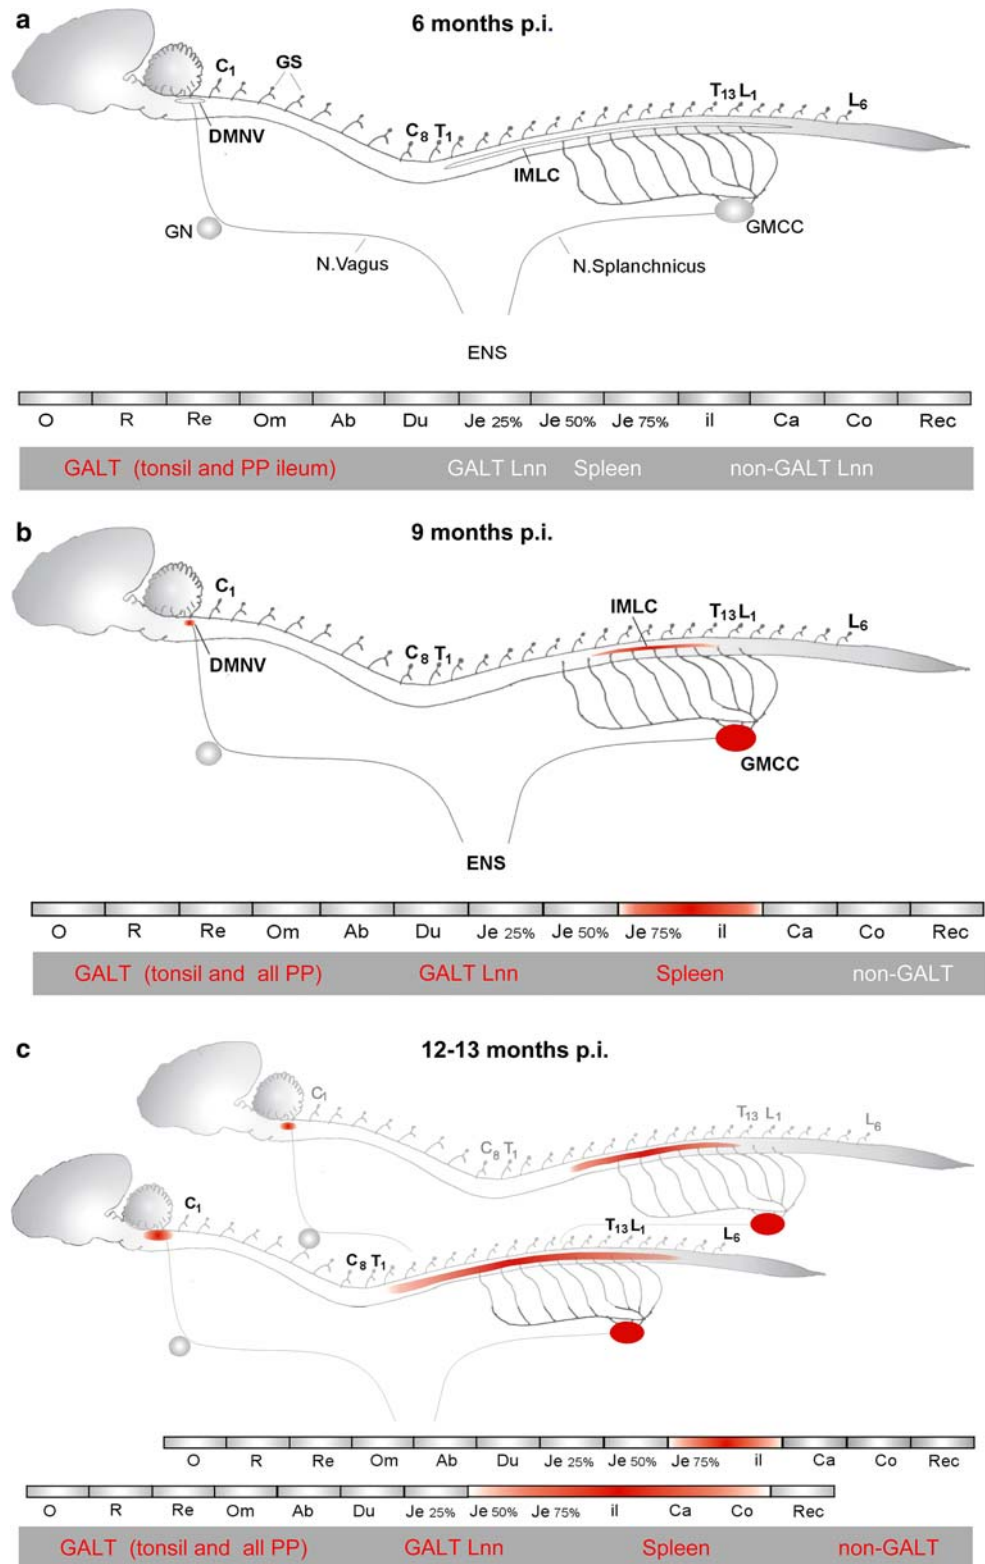 a
6 months p.i.
C1 GS
T13 L1
L6
DMNV
C8 T1
IMLC
GN
GMCC
N.Vagus
N.Splanchnicus
ENS
O R Re Om Ab Du Je 25% Je 50% Je 75% il Ca Co Rec
GALT (tonsil and PP ileum) GALT Lnn Spleen non-GALT Lnn
b
9 months p.i.
C1
IMLC
T13 L1
L6
DMNV
C8 T1
GMCC
ENS
O R Re Om Ab Du Je 25% Je 50% Je 75% il Ca Co Rec
GALT (tonsil and all PP) GALT Lnn Spleen non-GALT
c
12-13 months p.i.
C1
T13 L1
L6
C8 T1
C1
T13 L1
L6
C8 T1
O R Re Om Ab Du Je 25% Je 50% Je 75% il Ca Co Rec
O R Re Om Ab Du Je 25% Je 50% Je 75% il Ca Co Rec
GALT (tonsil and all PP) GALT Lnn Spleen non-GALT